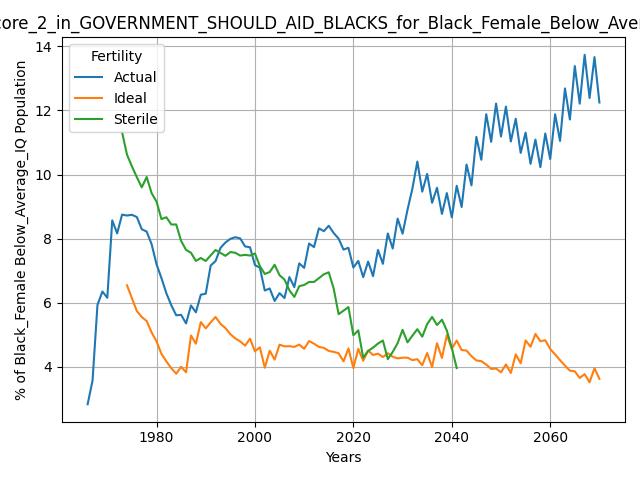 core_2_in_GOVERNMENT_SHOULD_AID_BLACKS_for_Black_Female_Below_Aver
Fertility
Actual
Ideal
Sterile
% of Black_Female Below_Average_IQ Population
14
12
10
8
6
4
1980 2000 2020 2040 2060
Years